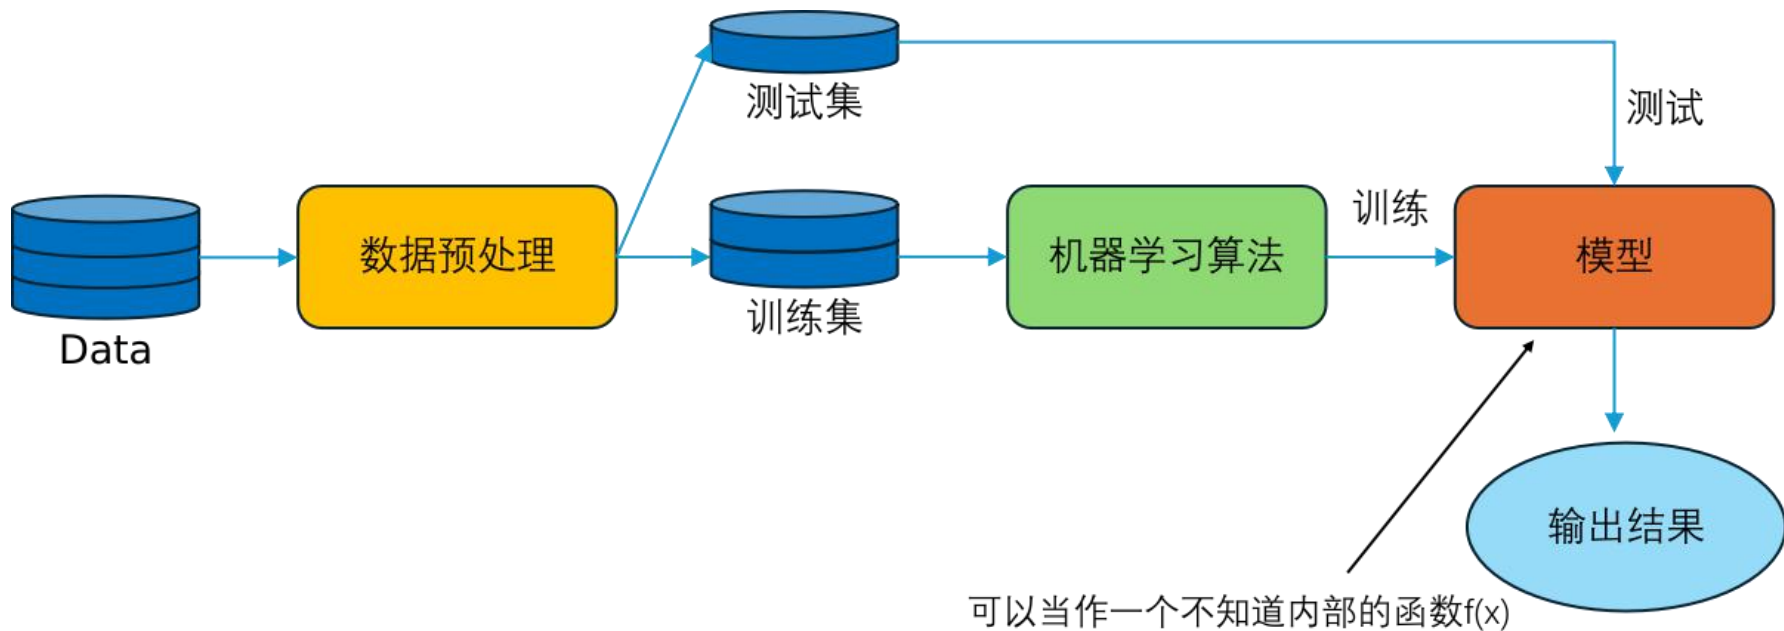 测试集
测试
Data
数据预处理
训练集
机器学习算法
训练
模型
输出结果
可以当作一个不知道内部的函数f(x)